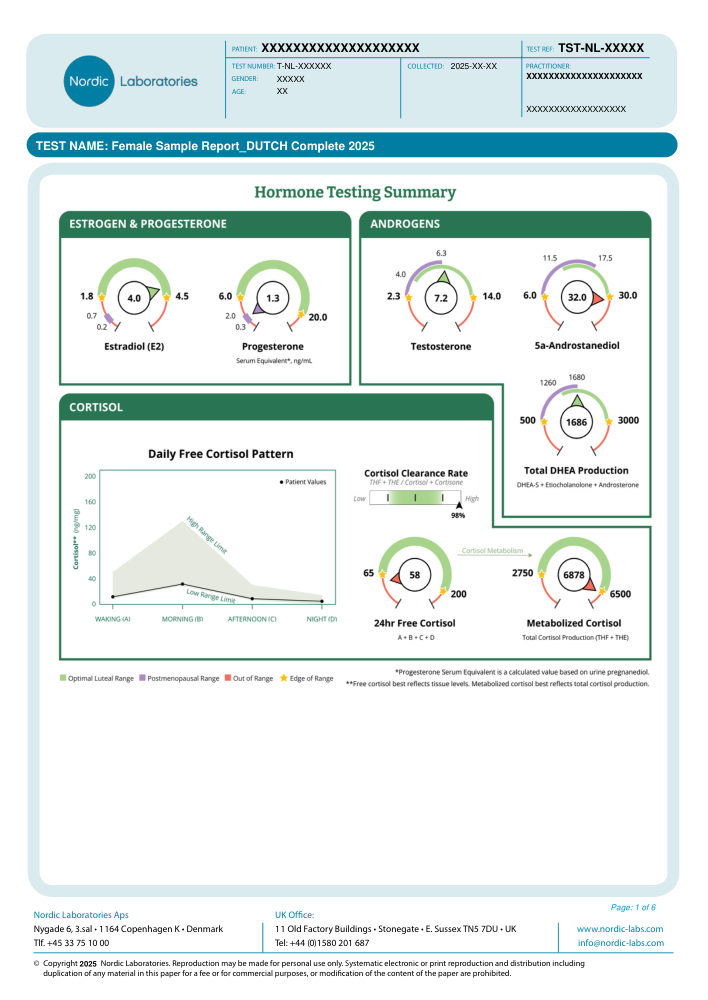 Nordic Laboratories
PATIENT: XXXXXXXXXXXXXXXXXXXX
TEST REF: TST-NL-XXXXX
TEST NUMBER: T-NL-XXXXXX
GENDER: XXXXX
AGE: XX
COLLECTED: 2025-XX-XX
PRACTITIONER:
XXXXXXXXXXXXXXXXXXXXX
XXXXXXXXXXXXXXXXXX
TEST NAME: Female Sample Report_DUTCH Complete 2025
Hormone Testing Summary
ESTROGEN & PROGESTERONE
1.8 4.0 4.5
0.7
0.2
Estradiol (E2)
6.0 1.3 20.0
2.0
0.3
Progesterone
Serum Equivalent*, ng/mL
ANDROGENS
6.3
4.0
2.3 7.2 14.0
Testosterone
11.5 17.5
6.0 32.0 30.0
5a-Androstanediol
1680
1260
500 1686 3000
Total DHEA Production
DHEA-S + Etiocholanolone + Androsterone
CORTISOL
Daily Free Cortisol Pattern
Cortisol** (ng/mg)
200
160
120
80
40
0
Patient Values
High Range Limit
Low Range Limit
WAKING (A) MORNING (B) AFTERNOON (C) NIGHT (D)
Cortisol Clearance Rate
THF + THE / Cortisol + Cortisone
Low High
98%
65 58 200
24hr Free Cortisol
A + B + C + D
Cortisol Metabolism
2750 6878 6500
Metabolized Cortisol
Total Cortisol Production (THF + THE)
Optimal Luteal Range Postmenopausal Range Out of Range Edge of Range
*Progesterone Serum Equivalent is a calculated value based on urine pregnanediol.
**Free cortisol best reflects tissue levels. Metabolized cortisol best reflects total cortisol production.
Page: 1 of 6
Nordic Laboratories Aps
Nygade 6, 3.sal • 1164 Copenhagen K • Denmark
Tlf. +45 33 75 10 00
UK Office:
11 Old Factory Buildings • Stonegate • E. Sussex TN5 7DU • UK
Tel: +44 (0)1580 201 687
www.nordic-labs.com
info@nordic-labs.com
© Copyright 2025 Nordic Laboratories. Reproduction may be made for personal use only. Systematic electronic or print reproduction and distribution including
duplication of any material in this paper for a fee or for commercial purposes, or modification of the content of the paper are prohibited.